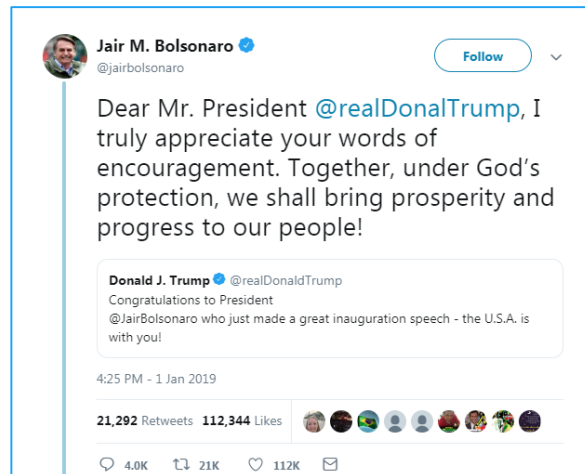 Jair M. Bolsonaro
@jairbolsonaro
Follow
Dear Mr. President @realDonalTrump, I
truly appreciate your words of
encouragement. Together, under God's
protection, we shall bring prosperity and
progress to our people!
Donald J. Trump @realDonaldTrump
Congratulations to President
@JairBolsonaro who just made a great inauguration speech - the U.S.A. is
with you!
4:25 PM - 1 Jan 2019
21,292 Retweets 112,344 Likes
4.0K 21K 112K